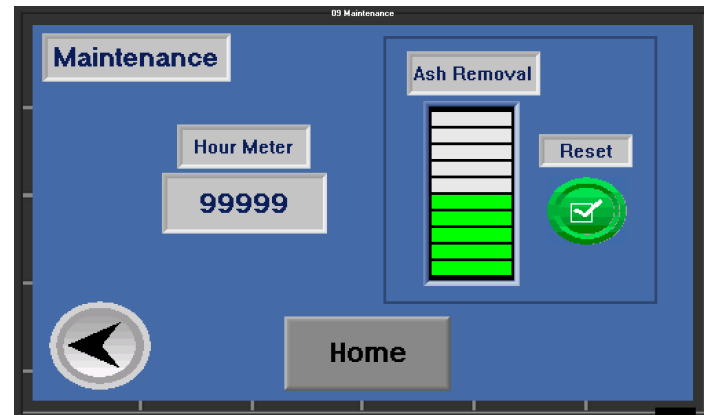 09 Maintenance
Maintenance
Ash Removal
Hour Meter
Reset
99999
Home